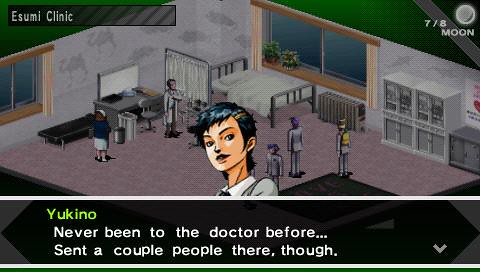 Esumi Clinic
7/8
MOON
Yukino
Never been to the doctor before...
Sent a couple people there, though.